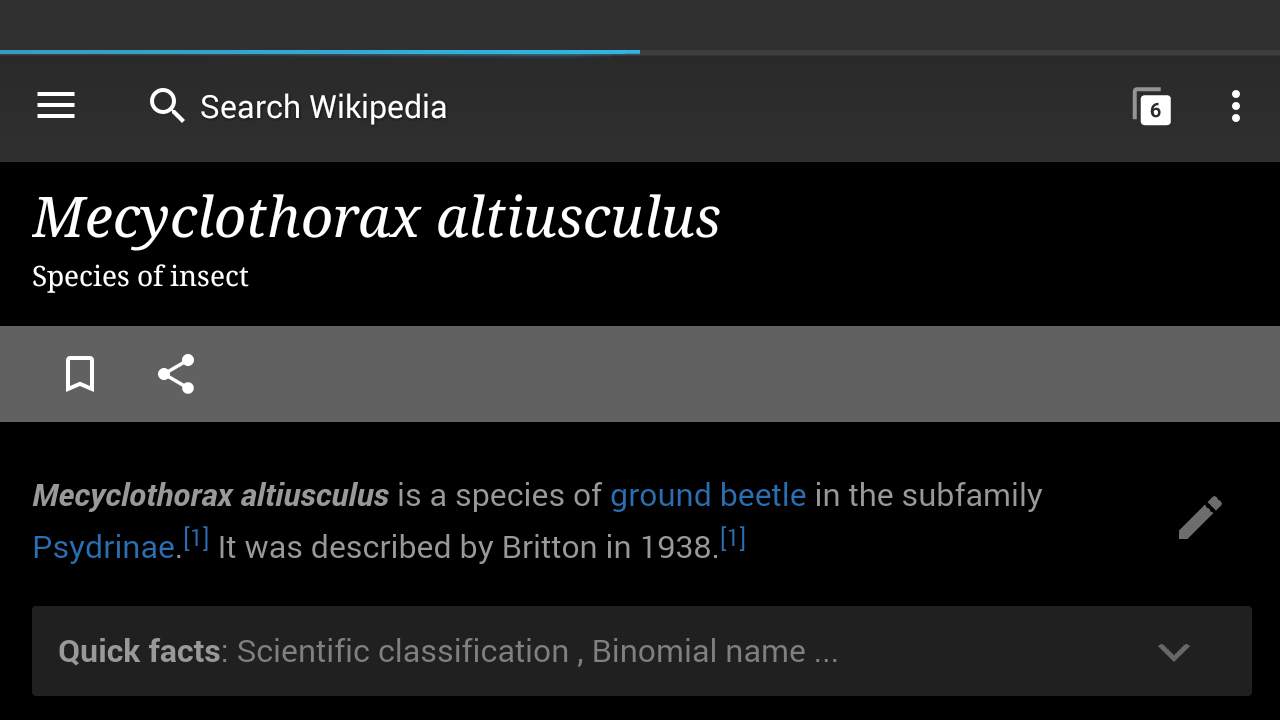 Search Wikipedia
6
Mecyclothorax altiusculus
Species of insect
Mecyclothorax altiusculus is a species of ground beetle in the subfamily
Psydrinae.[1] It was described by Britton in 1938.[1]
Quick facts: Scientific classification , Binomial name ...